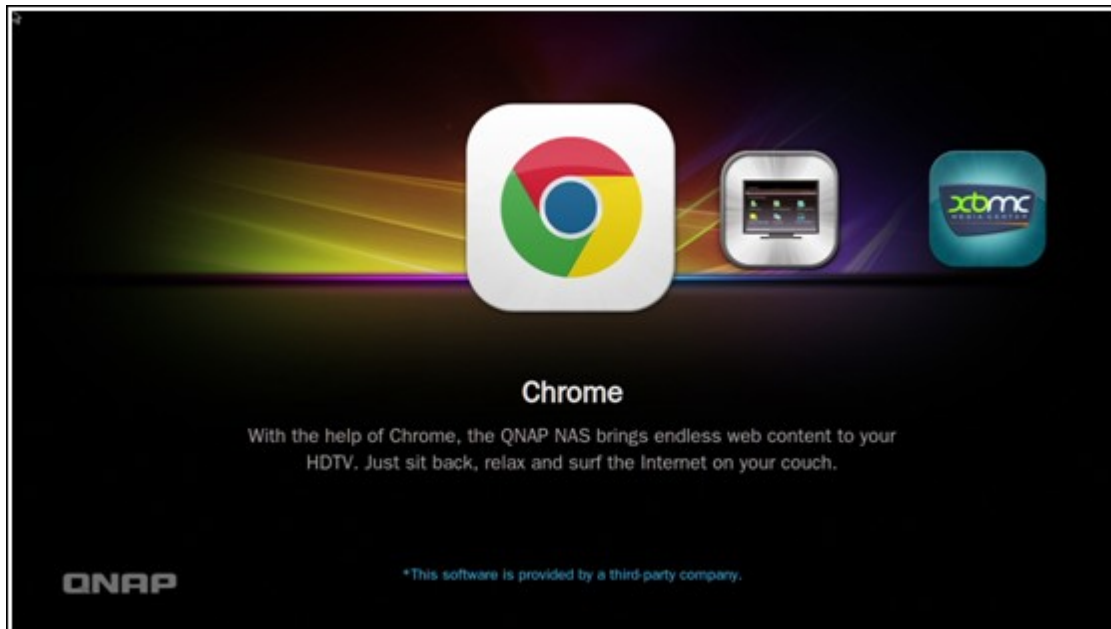 xbmc
MEDIA CENTER
Chrome
With the help of Chrome, the QNAP NAS brings endless web content to your
HDTV. Just sit back, relax and surf the Internet on your couch.
*This software is provided by a third-party company.
QNAP